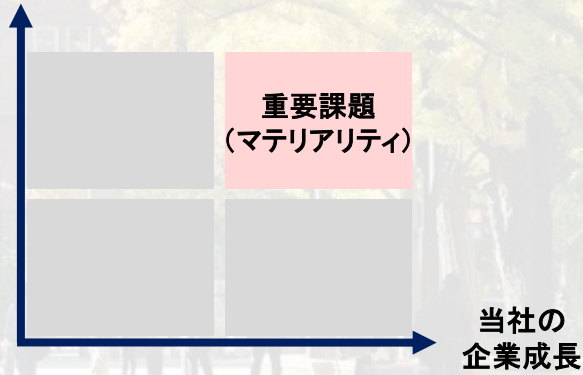 重要課題
（マテリアリティ）
当社の
企業成長